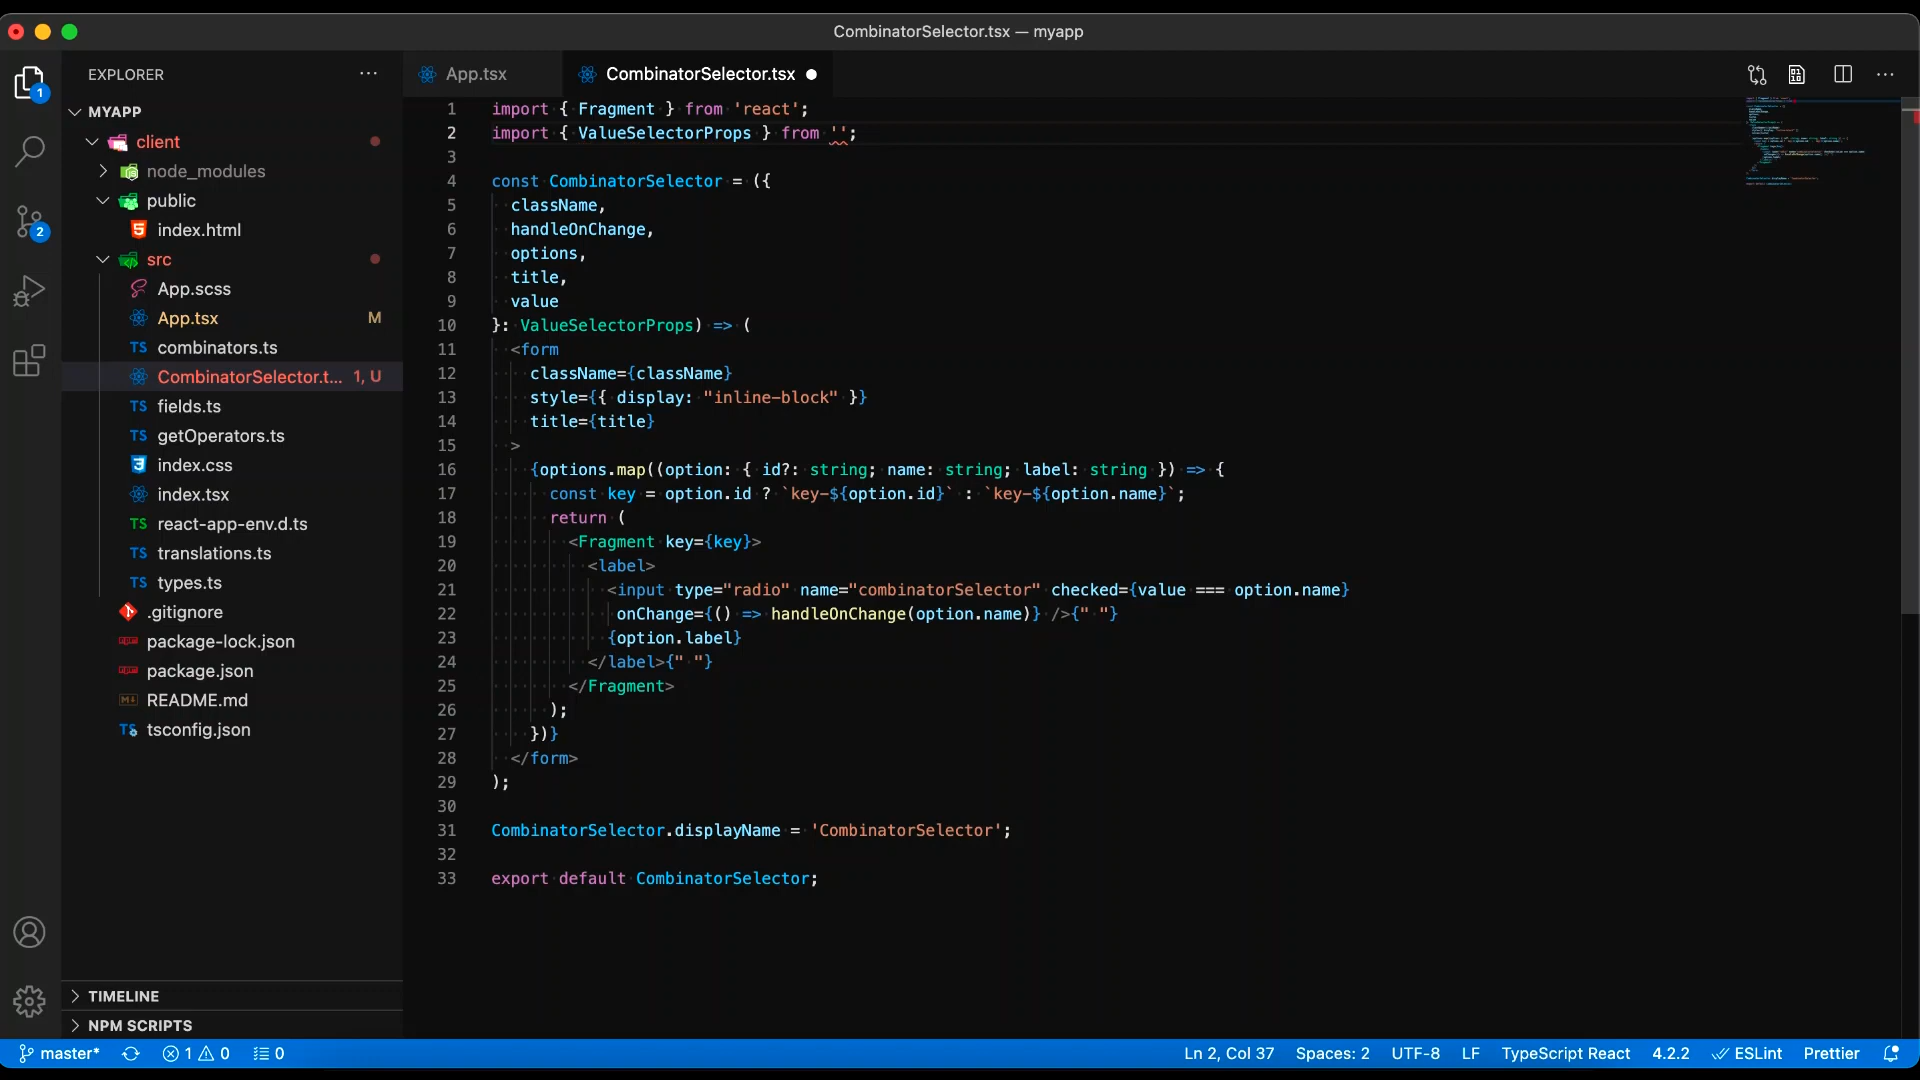 CombinatorSelector.tsx — myapp
EXPLORER
App.tsx
CombinatorSelector.tsx
1
2
MYAPP
client
node_modules
public
index.html
src
App.scss
App.tsx M
combinators.ts
CombinatorSelector.t... 1, U
fields.ts
getOperators.ts
index.css
index.tsx
react-app-env.d.ts
translations.ts
types.ts
.gitignore
package-lock.json
package.json
README.md
tsconfig.json
TIMELINE
NPM SCRIPTS
1 import { Fragment } from 'react';
2 import { ValueSelectorProps } from '';
3
4 const CombinatorSelector = ({
5 className,
6 handleOnChange,
7 options,
8 title,
9 value
10 }: ValueSelectorProps) => (
11 <form
12 className={className}
13 style={{ display: "inline-block" }}
14 title={title}
15 >
16 {options.map((option: { id?: string; name: string; label: string }) => {
17 const key = option.id ? `key-${option.id}` : `key-${option.name}`;
18 return (
19 <Fragment key={key}>
20 <label>
21 <input type="radio" name="combinatorSelector" checked={value === option.name}
22 onChange={() => handleOnChange(option.name)} />{" "}
23 {option.label}
24 </label>{" "}
25 </Fragment>
26 );
27 })}
28 </form>
29 );
30
31 CombinatorSelector.displayName = 'CombinatorSelector';
32
33 export default CombinatorSelector;
master* 1 0 0 Ln 2, Col 37 Spaces: 2 UTF-8 LF TypeScript React 4.2.2 ESLint Prettier